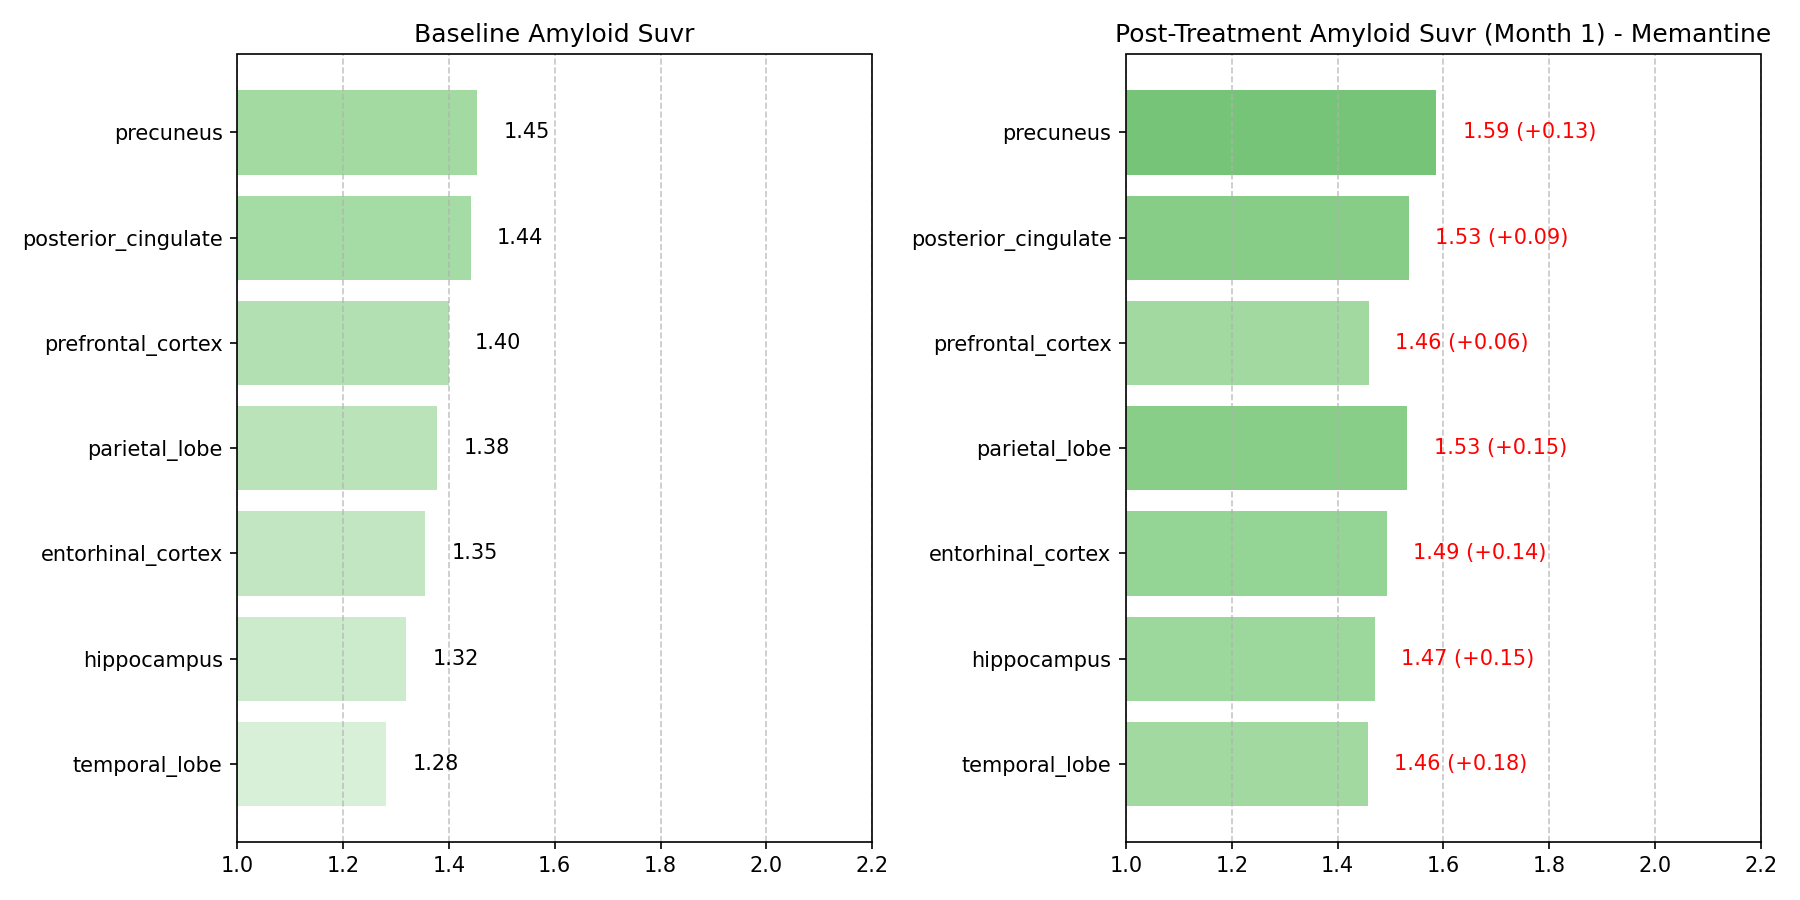 Baseline Amyloid Suvr
precuneus
1.45
posterior_cingulate
1.44
prefrontal_cortex
1.40
parietal_lobe
1.38
entorhinal_cortex
1.35
hippocampus
1.32
temporal_lobe
1.28
1.0 1.2 1.4 1.6 1.8 2.0 2.2
Post-Treatment Amyloid Suvr (Month 1) - Memantine
precuneus
1.59 (+0.13)
posterior_cingulate
1.53 (+0.09)
prefrontal_cortex
1.46 (+0.06)
parietal_lobe
1.53 (+0.15)
entorhinal_cortex
1.49 (+0.14)
hippocampus
1.47 (+0.15)
temporal_lobe
1.46 (+0.18)
1.0 1.2 1.4 1.6 1.8 2.0 2.2